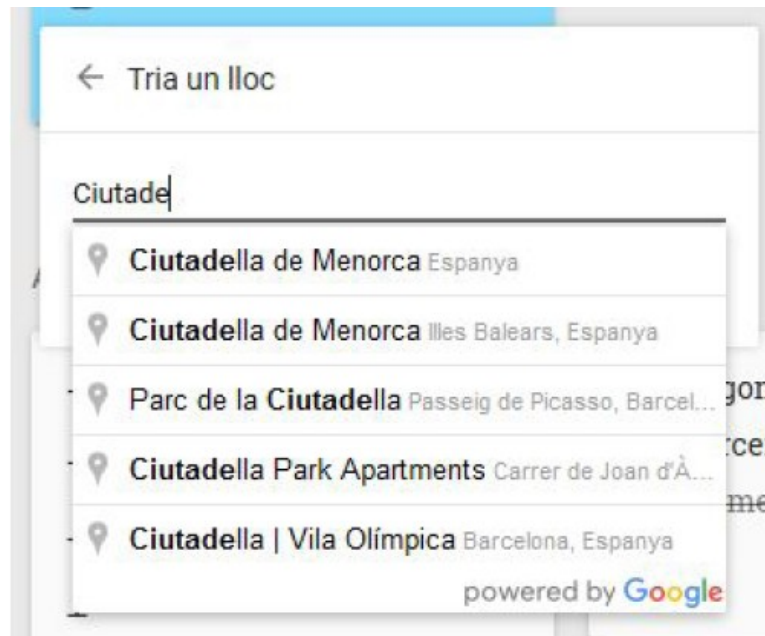 Tria un lloc
Ciutade
Ciutadella de Menorca Espanya
Ciutadella de Menorca Illes Balears, Espanya
Parc de la Ciutadella Passeig de Picasso, Barcel...
Ciutadella Park Apartments Carrer de Joan d'À...
Ciutadella | Vila Olímpica Barcelona, Espanya
powered by Google